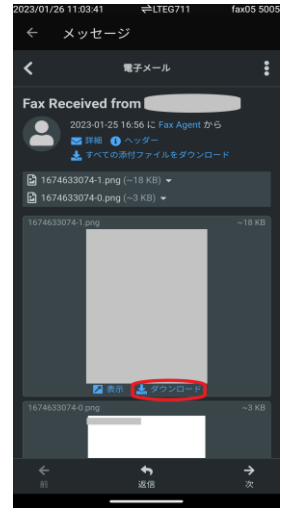 2023/01/26 11:03:41 ⇌LTEG711 fax05 5005
← メッセージ
電子メール
Fax Received from
2023-01-25 16:56 に Fax Agent から
詳細 ヘッダー
すべての添付ファイルをダウンロード
1674633074-1.png (~18 KB)
1674633074-0.png (~3 KB)
1674633074-1.png ~18 KB
表示 ダウンロード
1674633074-0.png ~3 KB
前 返信 次